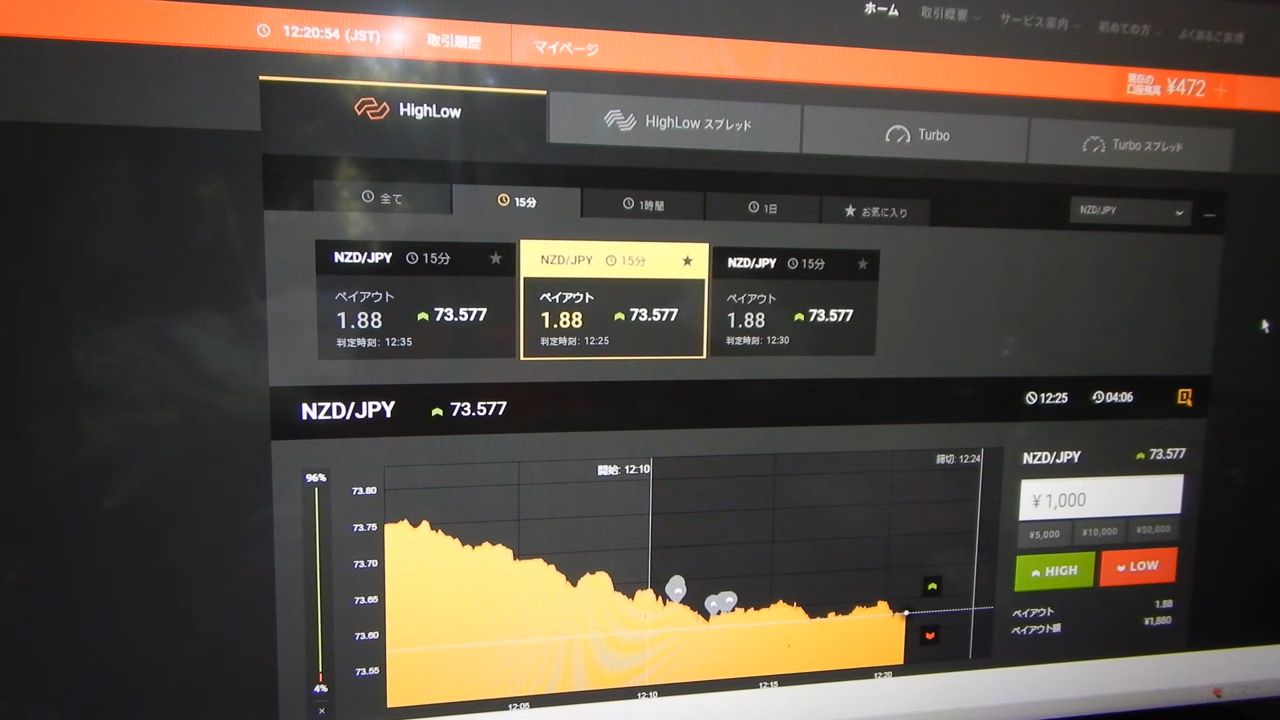 ホーム 取引概要 サービス案内 初めての方 よくあるご質問
12:20:54 (JST) 取引履歴 マイページ
現在の
口座残高 ¥472 +
HighLow HighLow スプレッド Turbo Turbo スプレッド
全て 15分 1時間 1日 お気に入り NZD/JPY
NZD/JPY 15分 NZD/JPY 15分 NZD/JPY 15分
ペイアウト ペイアウト ペイアウト
1.88 73.577 1.88 73.577 1.88 73.577
判定時刻: 12:35 判定時刻: 12:25 判定時刻: 12:30
NZD/JPY 73.577 12:25 04:06
96% 開始: 12:10 締切: 12:24 NZD/JPY 73.577
73.80 ¥ 1,000
73.75 ¥5,000 ¥10,000 ¥50,000
73.70 HIGH LOW
73.65 ペイアウト 1.88
73.60 ペイアウト額 ¥1,880
73.55
4%
12:05 12:10 12:15 12:20